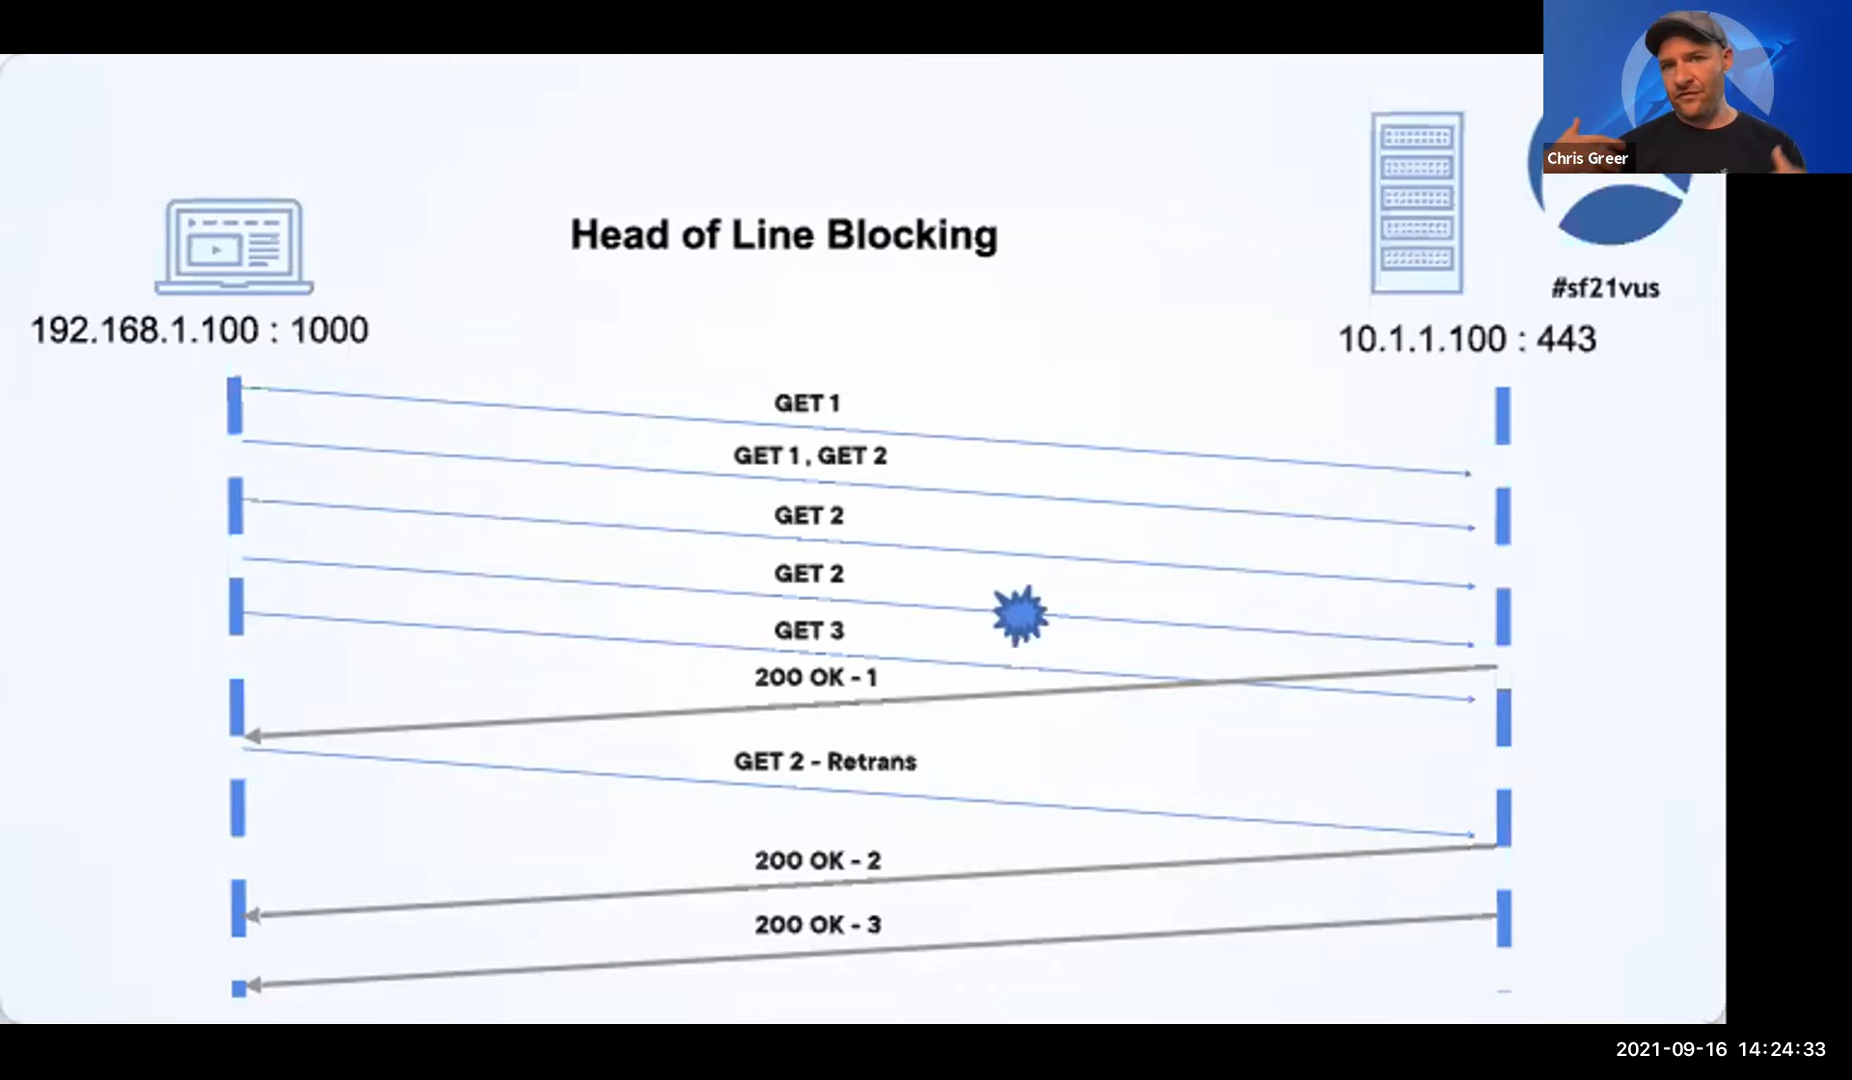 Chris Greer
Head of Line Blocking
#sf21vus
192.168.1.100 : 1000
10.1.1.100 : 443
GET 1
GET 1 , GET 2
GET 2
GET 2
GET 3
200 OK - 1
GET 2 - Retrans
200 OK - 2
200 OK - 3
2021-09-16 14:24:33